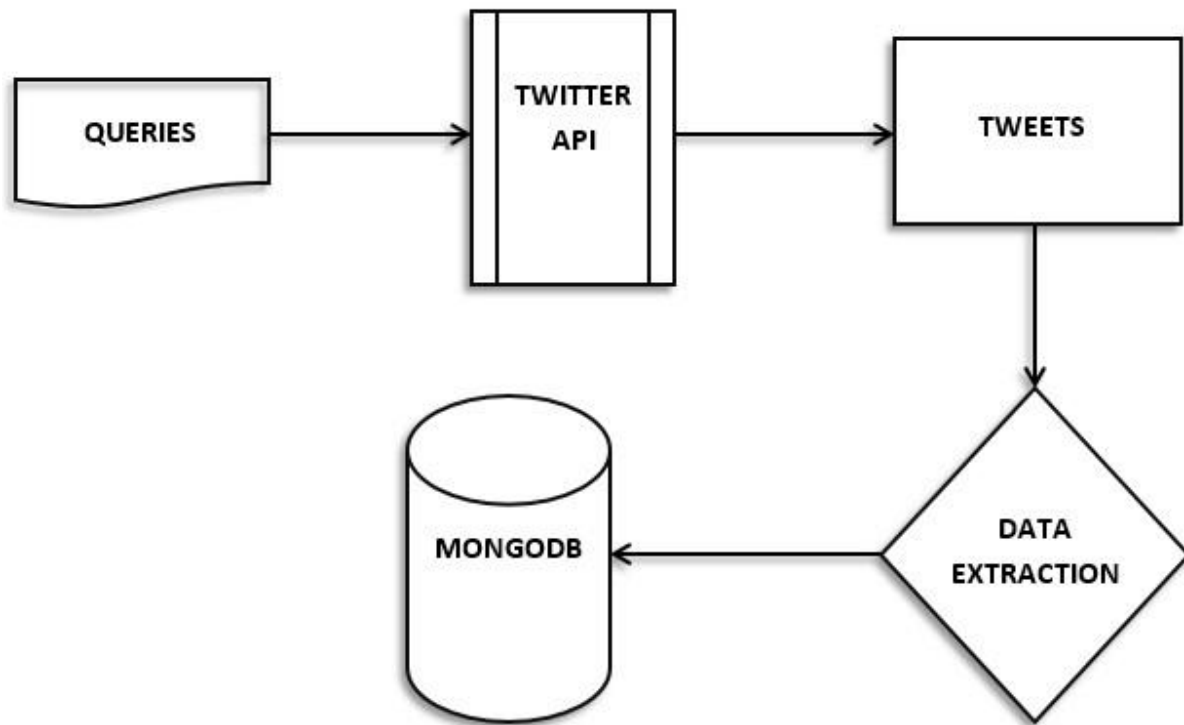 QUERIES
TWITTER
API
TWEETS
DATA
EXTRACTION
MONGODB